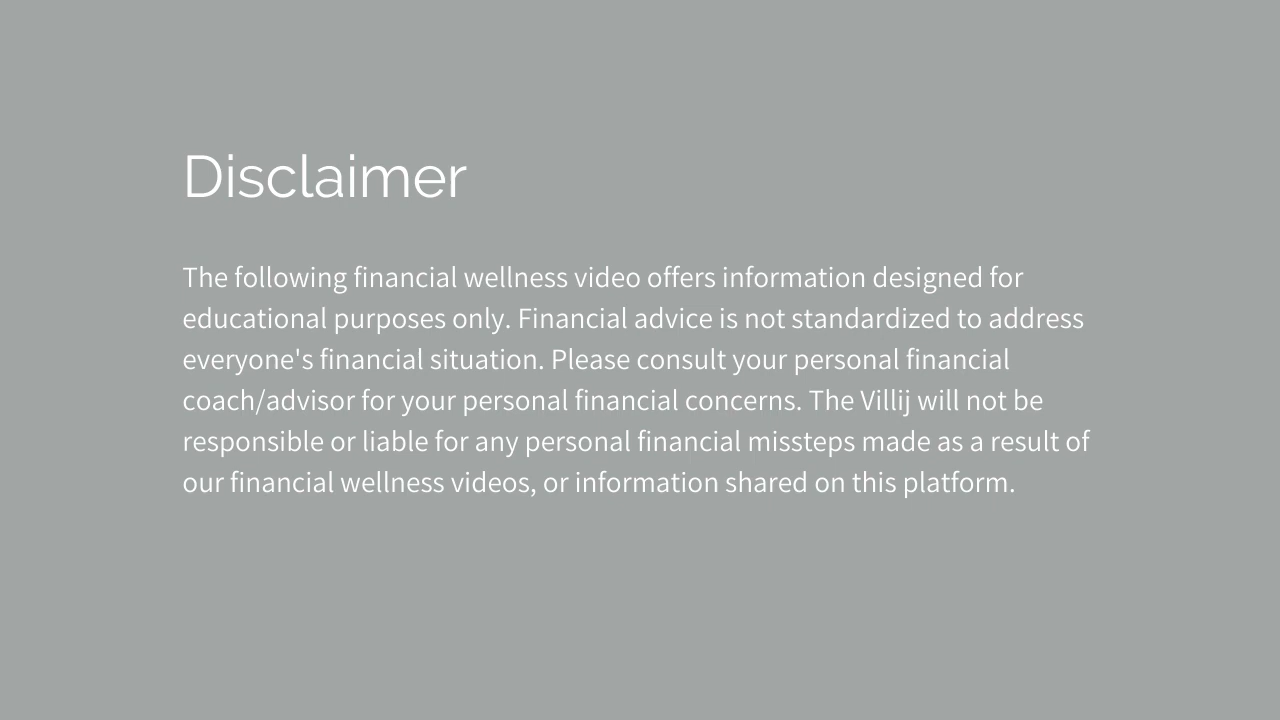 Disclaimer
The following financial wellness video offers information designed for
educational purposes only. Financial advice is not standardized to address
everyone's financial situation. Please consult your personal financial
coach/advisor for your personal financial concerns. The Villij will not be
responsible or liable for any personal financial missteps made as a result of
our financial wellness videos, or information shared on this platform.